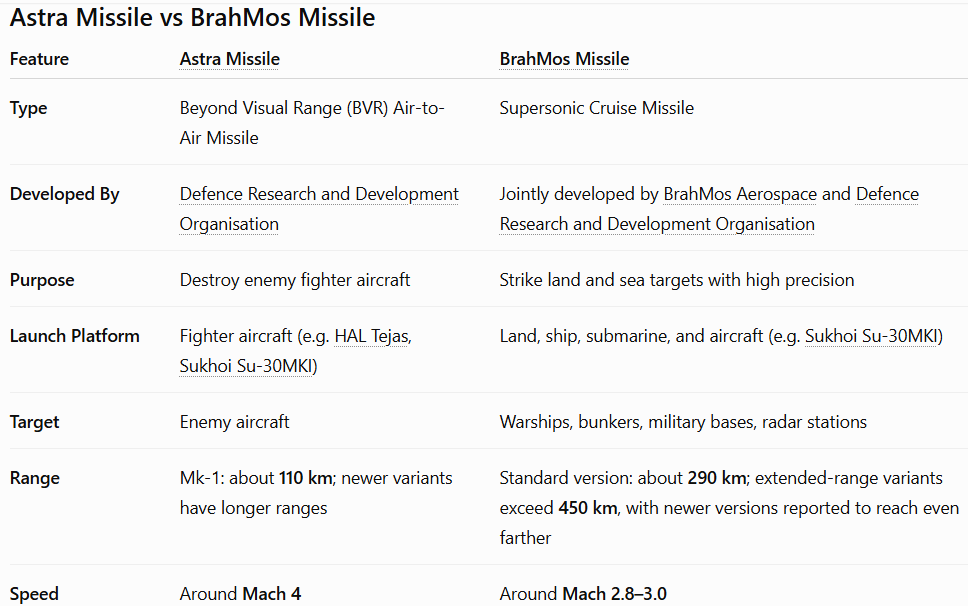 Astra Missile vs BrahMos Missile
Feature Astra Missile BrahMos Missile
Type Beyond Visual Range (BVR) Air-to- Supersonic Cruise Missile
Air Missile
Developed By Defence Research and Development Jointly developed by BrahMos Aerospace and Defence
Organisation Research and Development Organisation
Purpose Destroy enemy fighter aircraft Strike land and sea targets with high precision
Launch Platform Fighter aircraft (e.g. HAL Tejas, Land, ship, submarine, and aircraft (e.g. Sukhoi Su-30MKI)
Sukhoi Su-30MKI)
Target Enemy aircraft Warships, bunkers, military bases, radar stations
Range Mk-1: about 110 km; newer variants Standard version: about 290 km; extended-range variants
have longer ranges exceed 450 km, with newer versions reported to reach even
farther
Speed Around Mach 4 Around Mach 2.8–3.0